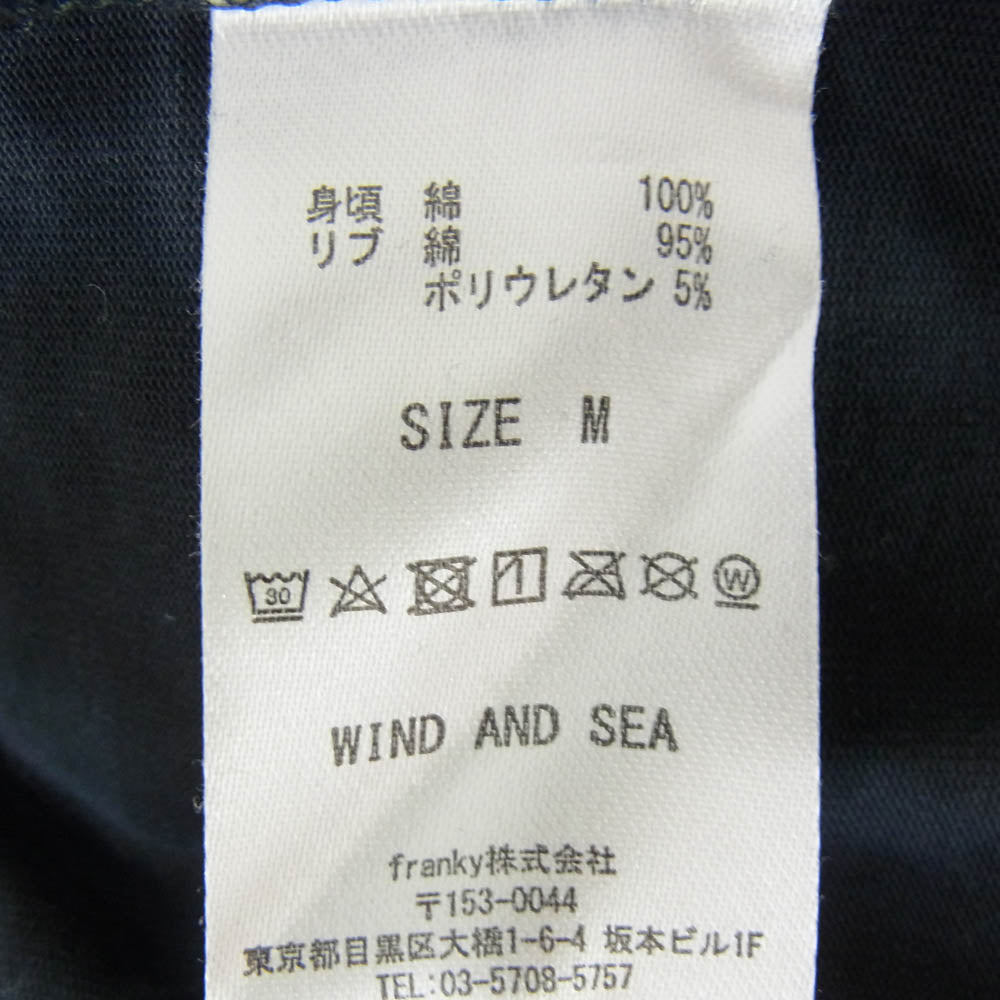 身頃 綿 100%
リブ 綿 95%
ポリウレタン 5%
SIZE M
30 W
WIND AND SEA
franky株式会社
〒153-0044
東京都目黒区大橋1-6-4 坂本ビル1F
TEL:03-5708-5757